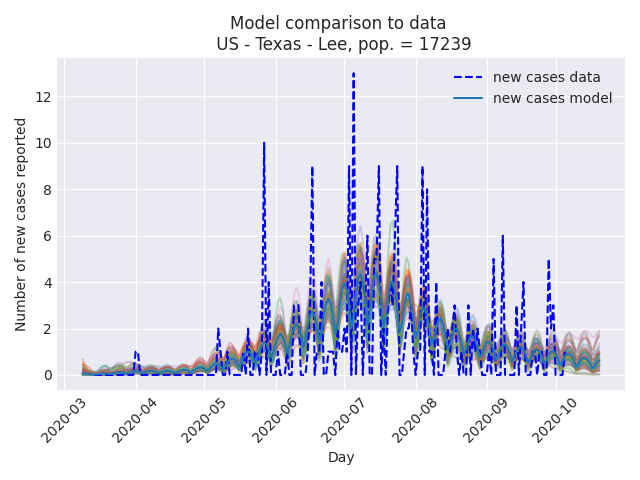 Model comparison to data
US - Texas - Lee, pop. = 17239
new cases data
new cases model
Number of new cases reported
12
10
8
6
4
2
0
2020-03
2020-04
2020-05
2020-06
2020-07
2020-08
2020-09
2020-10
Day